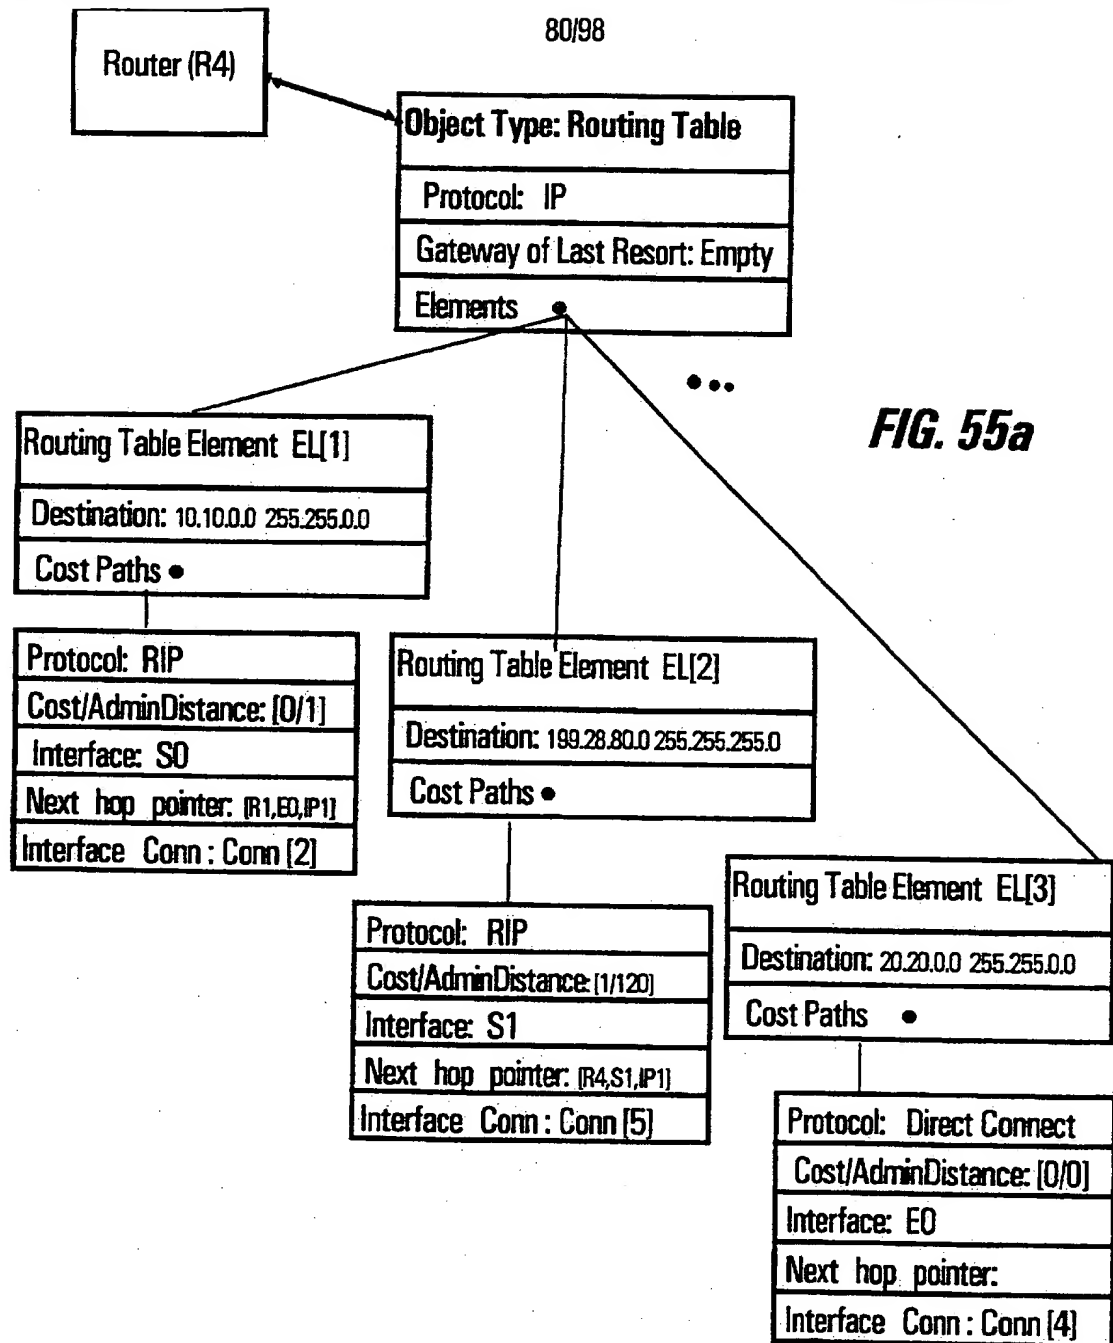 80/98
Router (R4)
Object Type: Routing Table
Protocol: IP
Gateway of Last Resort: Empty
Elements
FIG. 55a
Routing Table Element EL[1]
Destination: 10.10.0.0 255.255.0.0
Cost Paths
Protocol: RIP
Cost/AdminDistance: [0/1]
Interface: S0
Next hop pointer: [R1,E0,IP1]
Interface Conn : Conn [2]
Routing Table Element EL[2]
Destination: 199.28.80.0 255.255.255.0
Cost Paths
Protocol: RIP
Cost/AdminDistance: [1/120]
Interface: S1
Next hop pointer: [R4,S1,IP1]
Interface Conn : Conn [5]
Routing Table Element EL[3]
Destination: 20.20.0.0 255.255.0.0
Cost Paths
Protocol: Direct Connect
Cost/AdminDistance: [0/0]
Interface: E0
Next hop pointer:
Interface Conn : Conn [4]